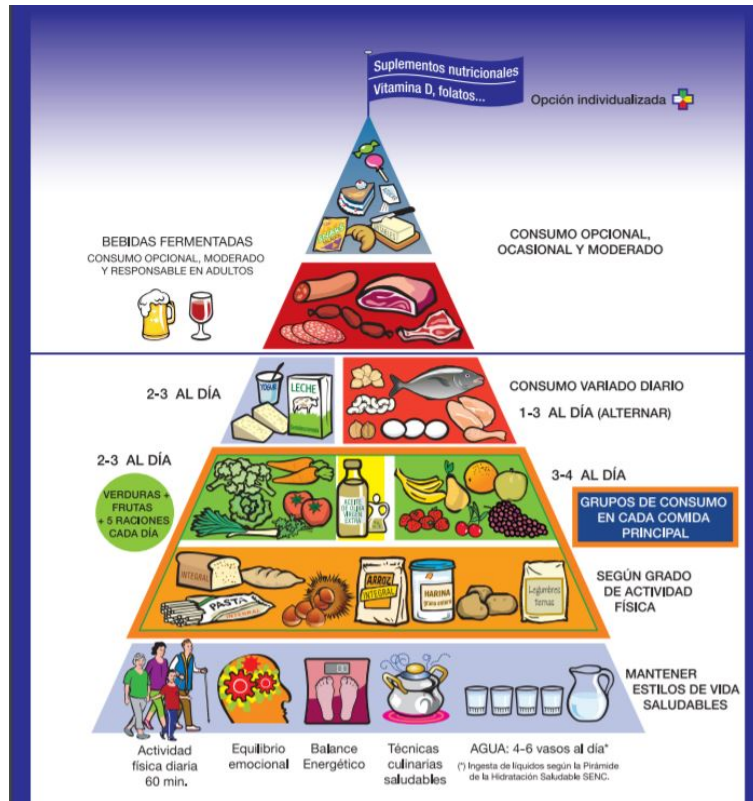 Suplementos nutricionales
Vitamina D, folatos...
Opción individualizada
BEBIDAS FERMENTADAS
CONSUMO OPCIONAL, MODERADO
Y RESPONSABLE EN ADULTOS
CONSUMO OPCIONAL,
OCASIONAL Y MODERADO
2-3 AL DÍA
YOGUR
LECHE
CONSUMO VARIADO DIARIO
1-3 AL DÍA (ALTERNAR)
2-3 AL DÍA
VERDURAS +
FRUTAS
+ 5 RACIONES
CADA DÍA
ACEITE
DE OLIVA
VIRGEN
EXTRA
3-4 AL DÍA
GRUPOS DE CONSUMO
EN CADA COMIDA
PRINCIPAL
INTEGRAL
PASTA
INTEGRAL
ARROZ
INTEGRAL
HARINA
Legumbres
tiernas
SEGÚN GRADO
DE ACTIVIDAD
FÍSICA
MANTENER
ESTILOS DE VIDA
SALUDABLES
Actividad
física diaria
60 min.
Equilibrio
emocional
Balance
Energético
Técnicas
culinarias
saludables
AGUA: 4-6 vasos al día*
(*) Ingesta de líquidos según la Pirámide
de la Hidratación Saludable SENC.